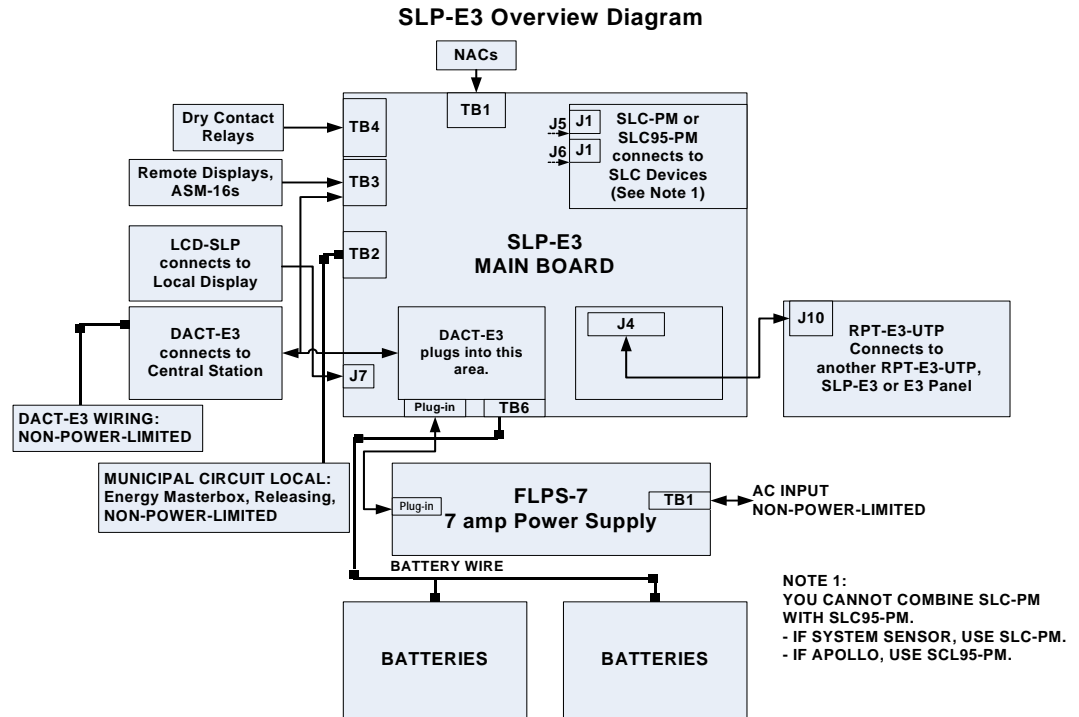 SLP-E3 Overview Diagram
NACs
TB1
Dry Contact
Relays
TB4
J5
J1
J6
J1
SLC-PM or
SLC95-PM
connects to
SLC Devices
(See Note 1)
Remote Displays,
ASM-16s
TB3
LCD-SLP
connects to
Local Display
TB2
SLP-E3
MAIN BOARD
DACT-E3
connects to
Central Station
DACT-E3
plugs into this
area.
J7
J4
J10
RPT-E3-UTP
Connects to
another RPT-E3-UTP,
SLP-E3 or E3 Panel
Plug-in
TB6
DACT-E3 WIRING:
NON-POWER-LIMITED
MUNICIPAL CIRCUIT LOCAL:
Energy Masterbox, Releasing,
NON-POWER-LIMITED
Plug-in
FLPS-7
7 amp Power Supply
TB1
AC INPUT
NON-POWER-LIMITED
BATTERY WIRE
BATTERIES
BATTERIES
NOTE 1:
YOU CANNOT COMBINE SLC-PM
WITH SLC95-PM.
- IF SYSTEM SENSOR, USE SLC-PM.
- IF APOLLO, USE SCL95-PM.